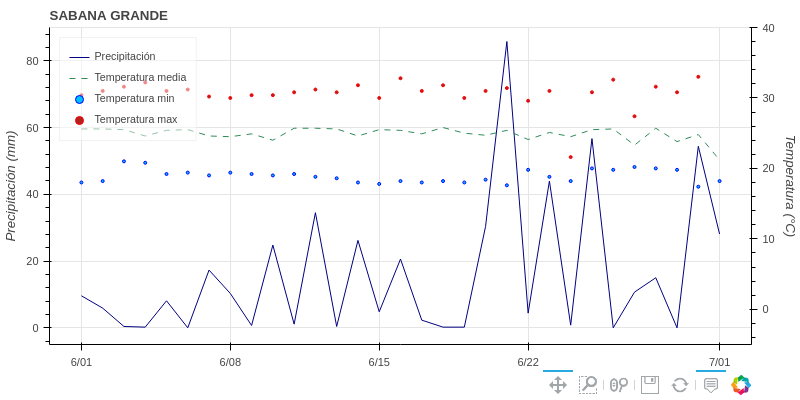 SABANA GRANDE
Precipitación
Temperatura media
Temperatura min
Temperatura max
Precipitación (mm)
80
60
40
20
0
Temperatura (°C)
40
30
20
10
0
6/01
6/08
6/15
6/22
7/01